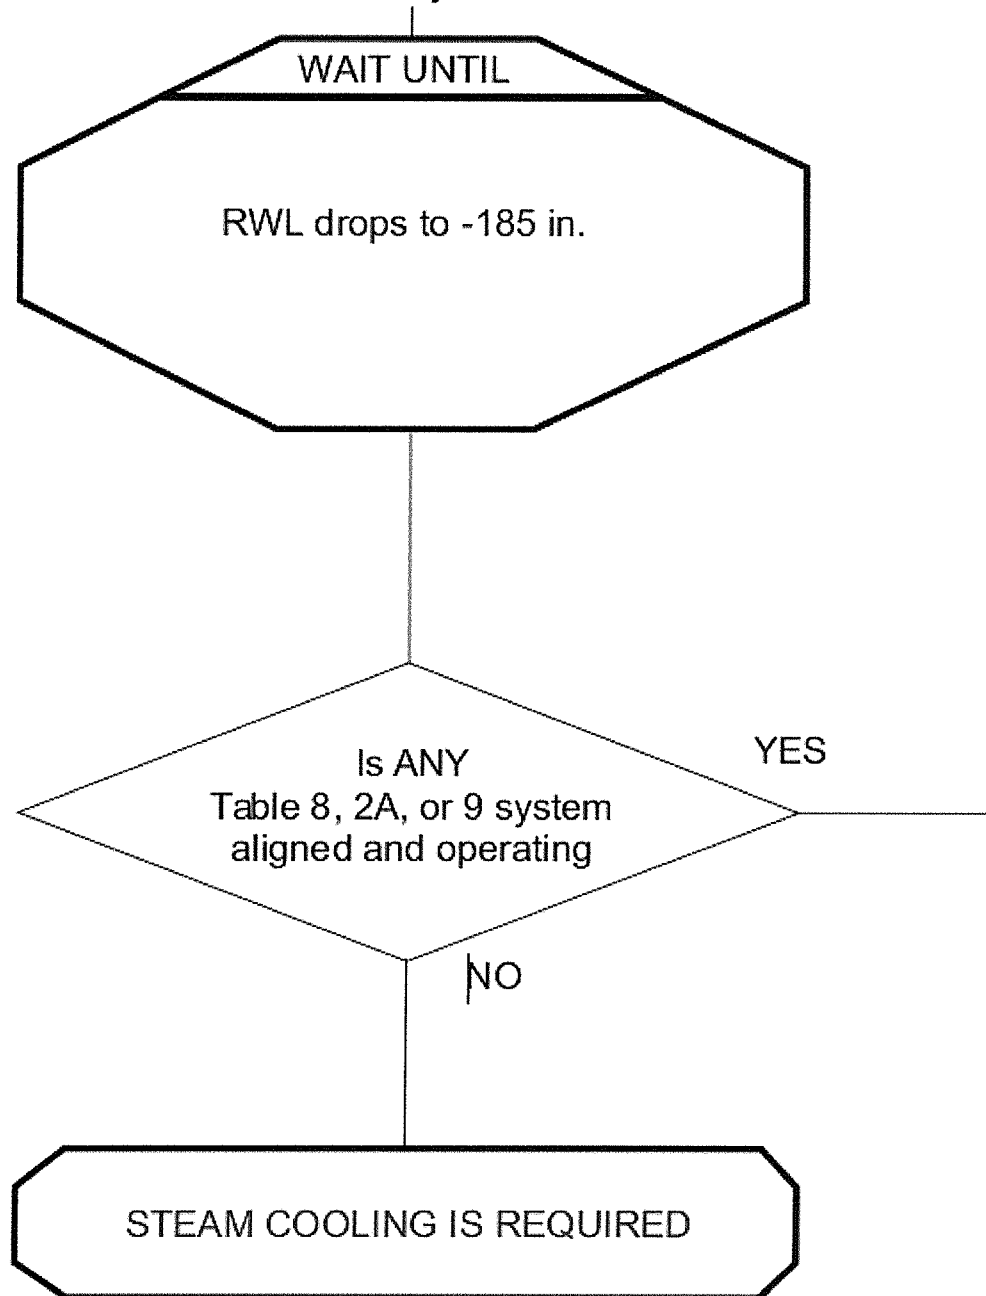 WAIT UNTIL
RWL drops to -185 in.
Is ANY
Table 8, 2A, or 9 system
aligned and operating
YES
NO
STEAM COOLING IS REQUIRED